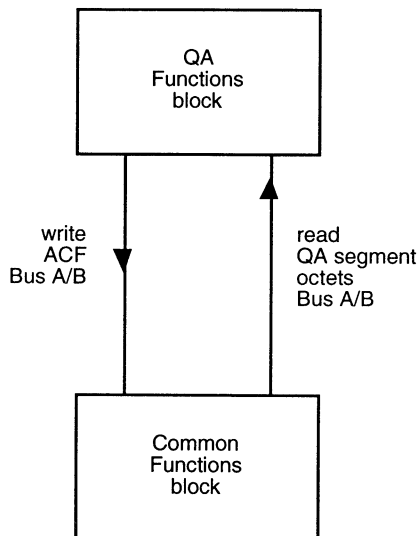 QA
Functions
block
write
ACF
Bus A/B
read
QA segment
octets
Bus A/B
Common
Functions
block